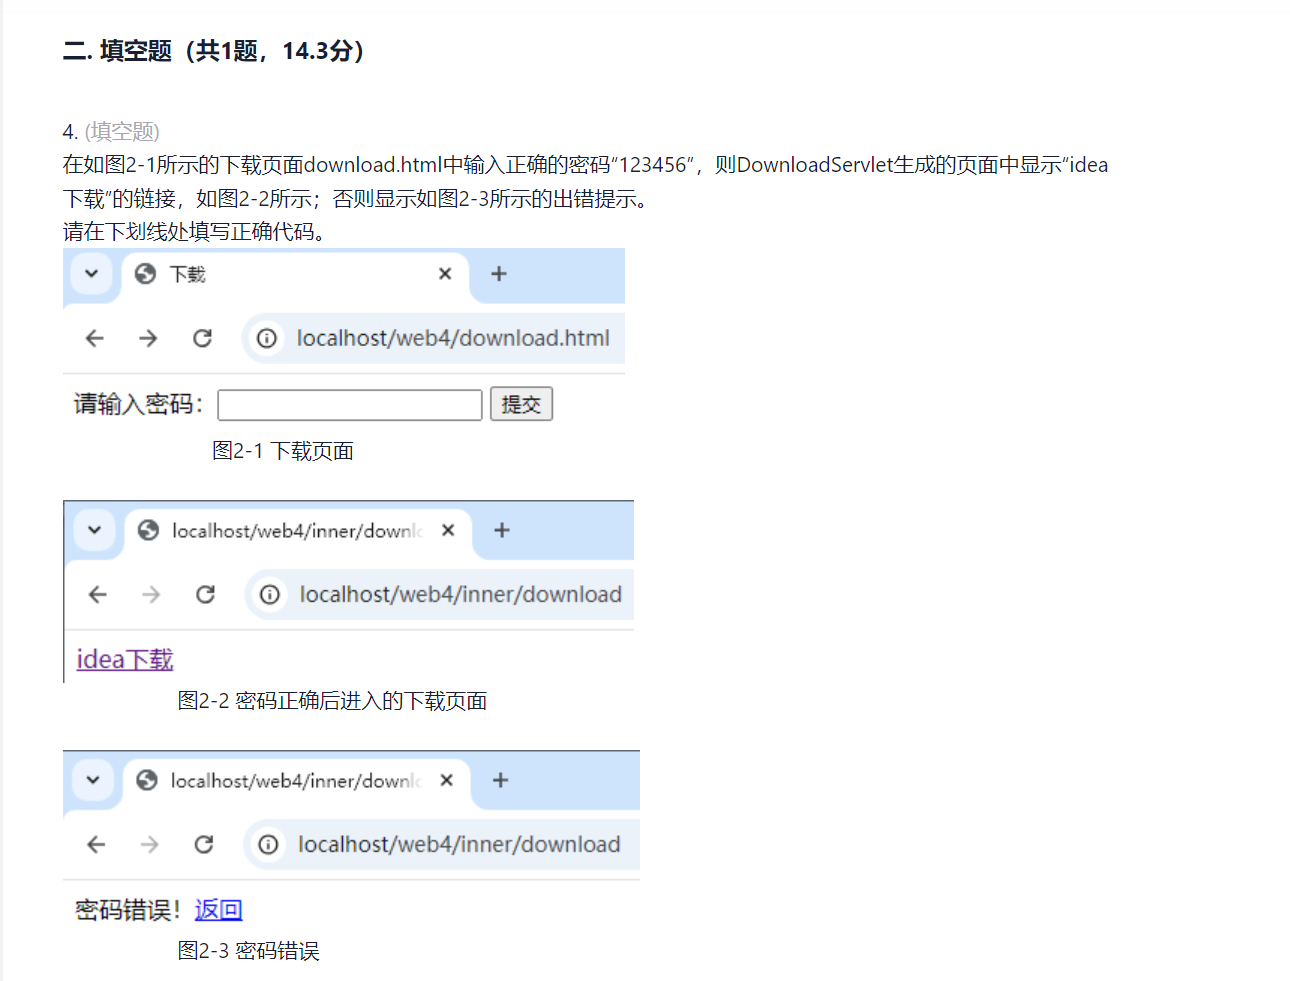 二. 填空题（共1题，14.3分）
4. (填空题)
在如图2-1所示的下载页面download.html中输入正确的密码“123456”，则DownloadServlet生成的页面中显示“idea
下载”的链接，如图2-2所示；否则显示如图2-3所示的出错提示。
请在下划线处填写正确代码。
下载
localhost/web4/download.html
请输入密码： 提交
图2-1 下载页面
localhost/web4/inner/downlo
localhost/web4/inner/download
idea下载
图2-2 密码正确后进入的下载页面
localhost/web4/inner/downlo
localhost/web4/inner/download
密码错误！返回
图2-3 密码错误